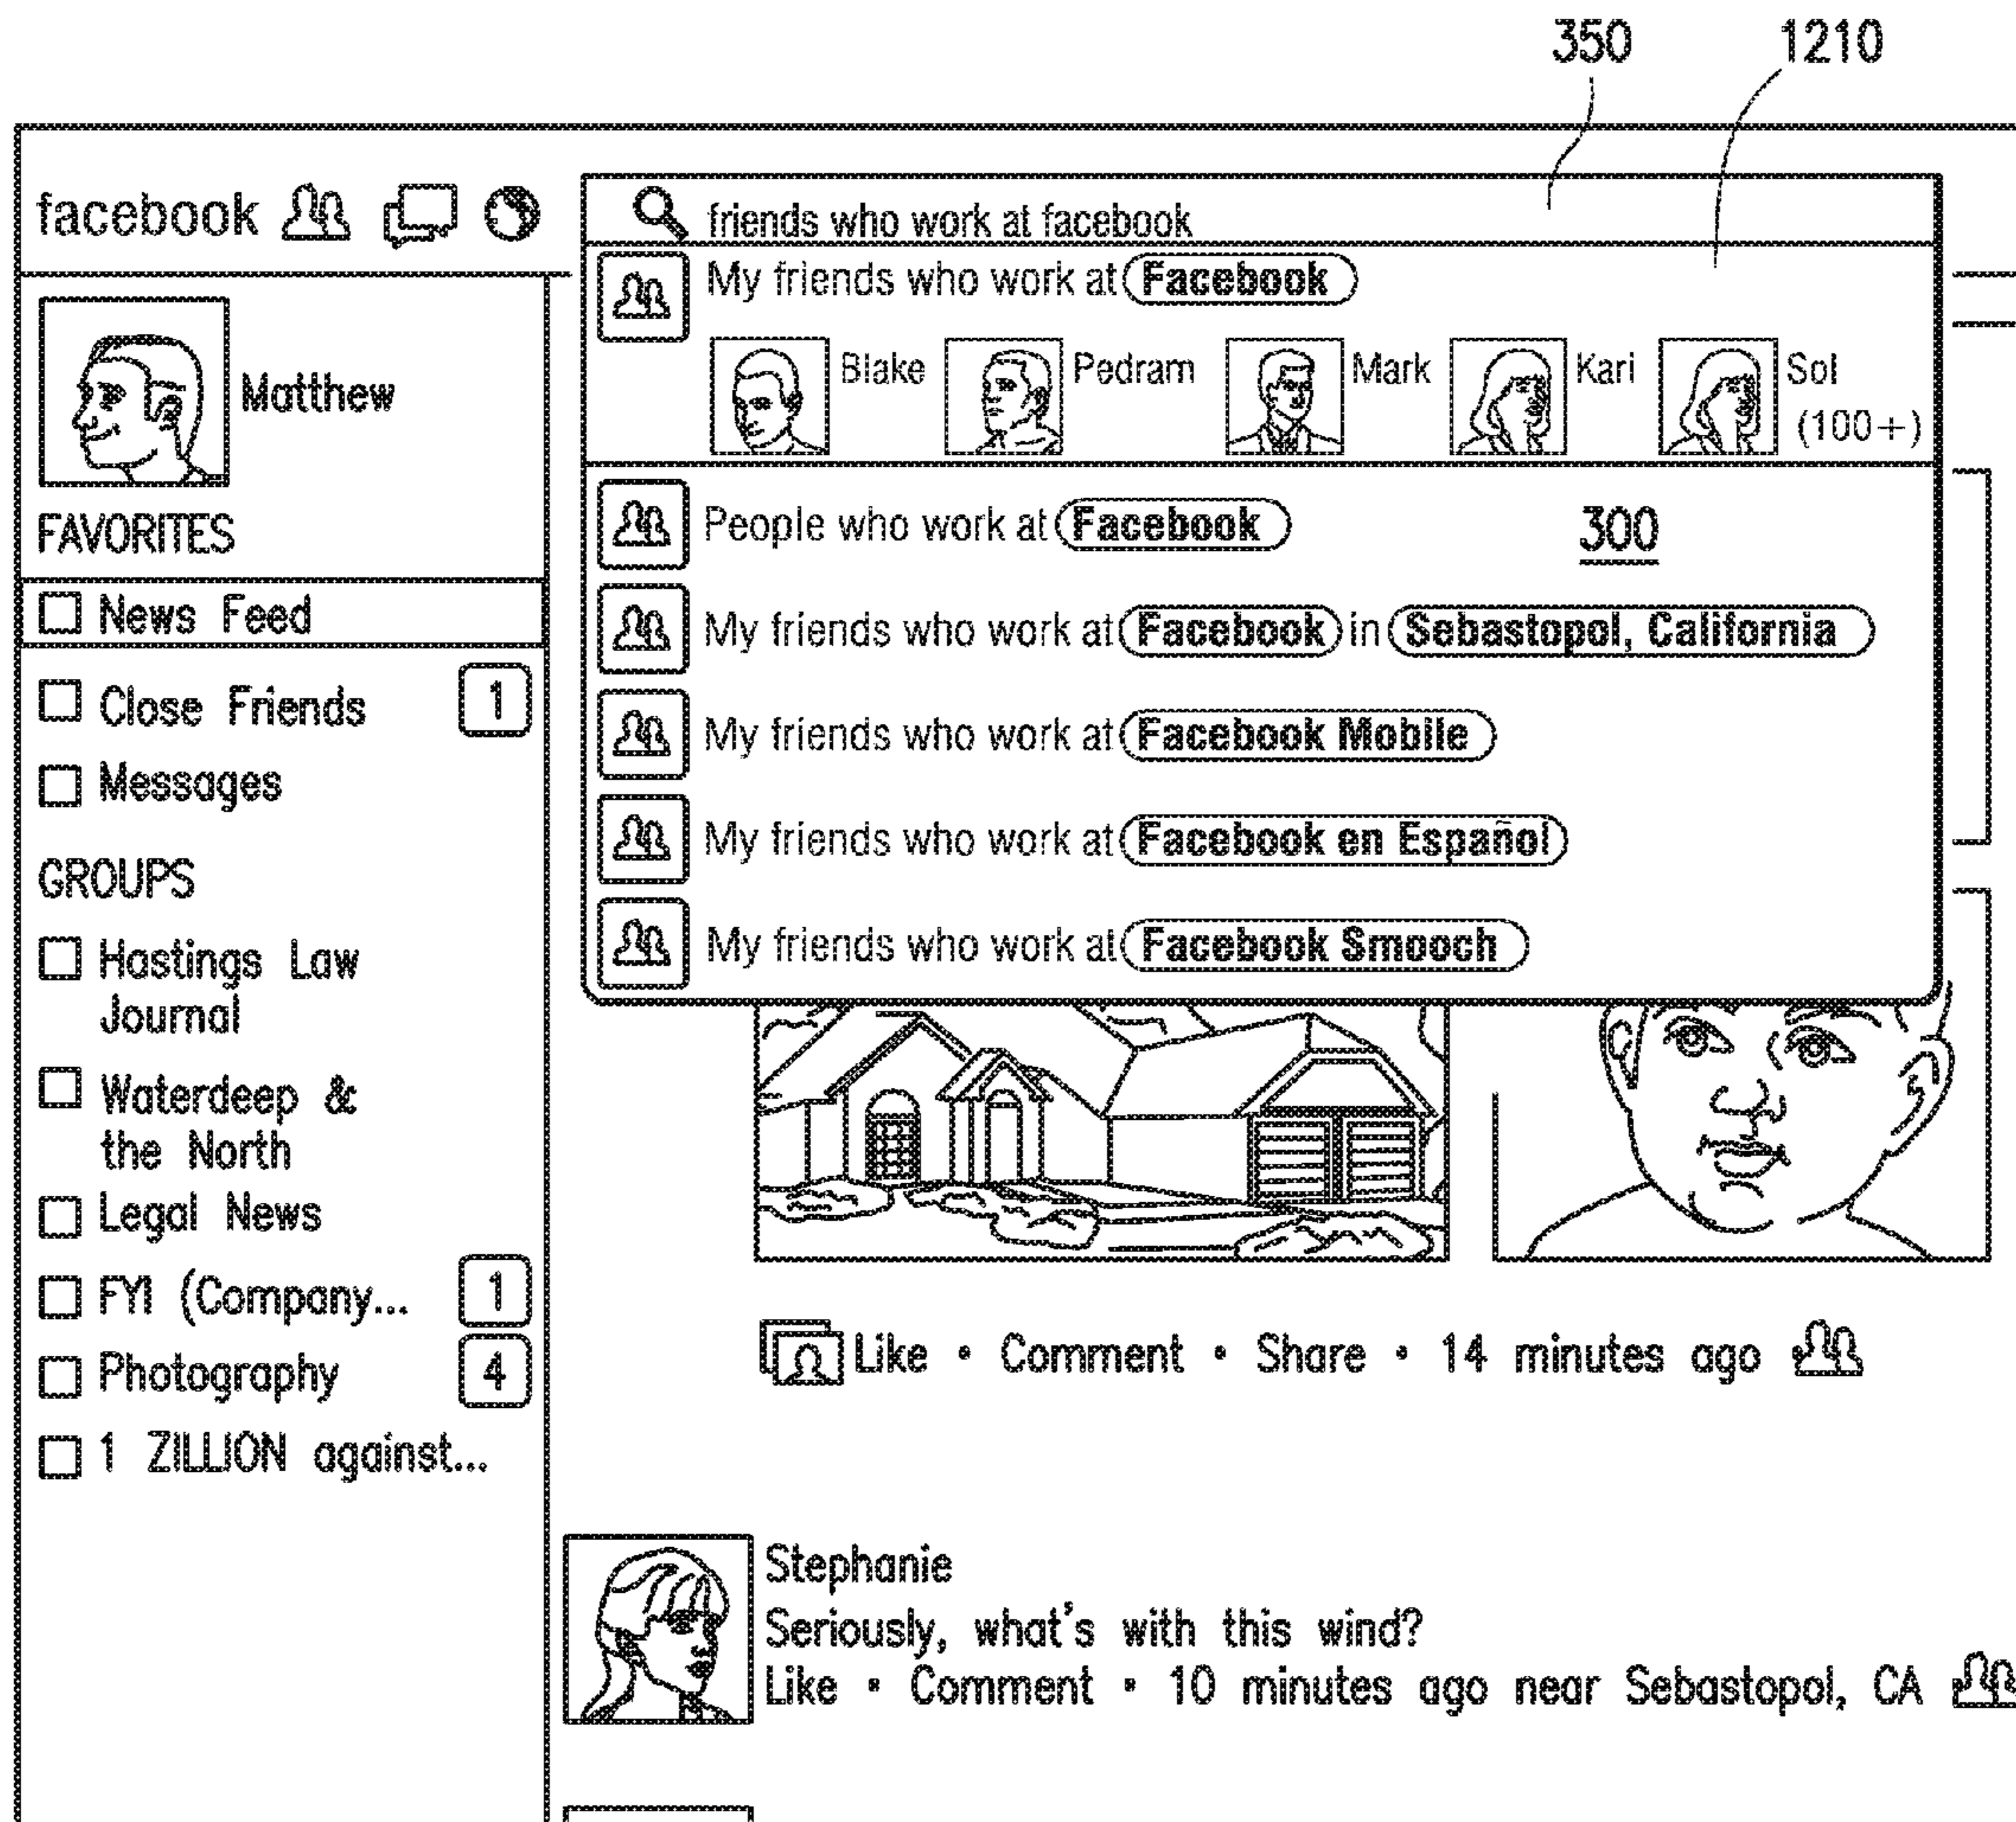 350 1210
facebook
friends who work at facebook
My friends who work at Facebook
Blake Pedram Mark Kari Sol
(100+)
People who work at Facebook
300
My friends who work at Facebook in Sebastopol, California
My friends who work at Facebook Mobile
My friends who work at Facebook en Español
My friends who work at Facebook Smooch
Matthew
FAVORITES
News Feed
Close Friends 1
Messages
GROUPS
Hastings Law
Journal
Waterdeep &
the North
Legal News
FYI (Company... 1
Photography 4
1 ZILLION against...
Like • Comment • Share • 14 minutes ago
Stephanie
Seriously, what's with this wind?
Like • Comment • 10 minutes ago near Sebastopol, CA